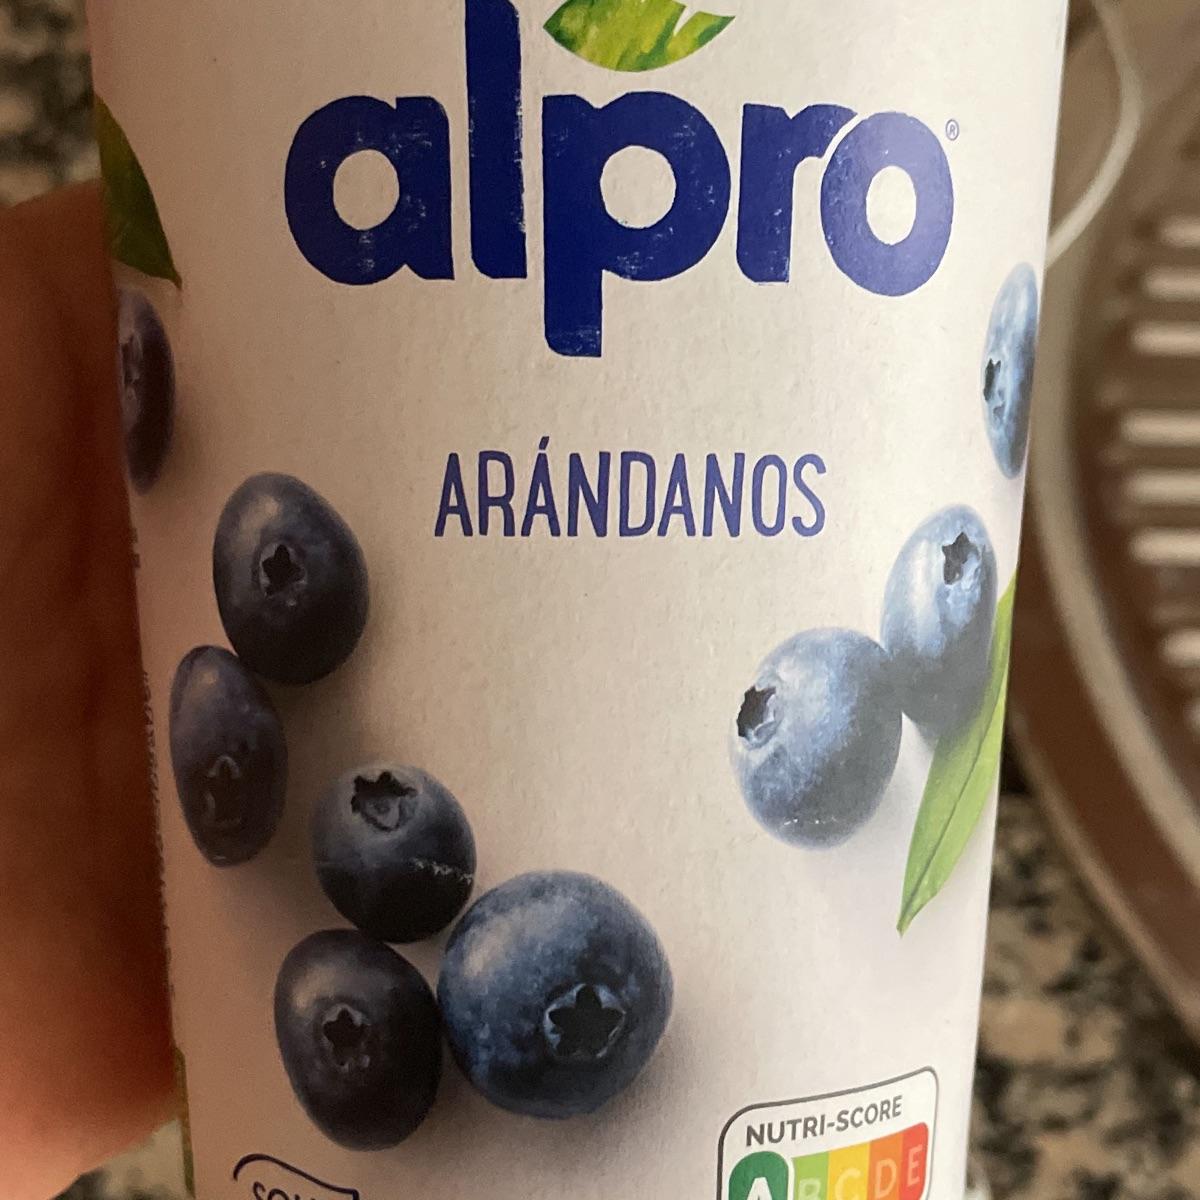 alpro®
ARÁNDANOS
NUTRI-SCORE
A B C D E